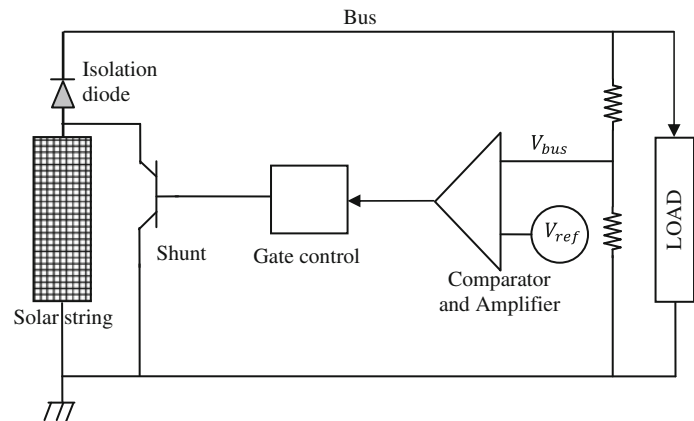 Bus
Isolation
diode
V_bus
V_ref
LOAD
Shunt
Gate control
Comparator
and Amplifier
Solar string